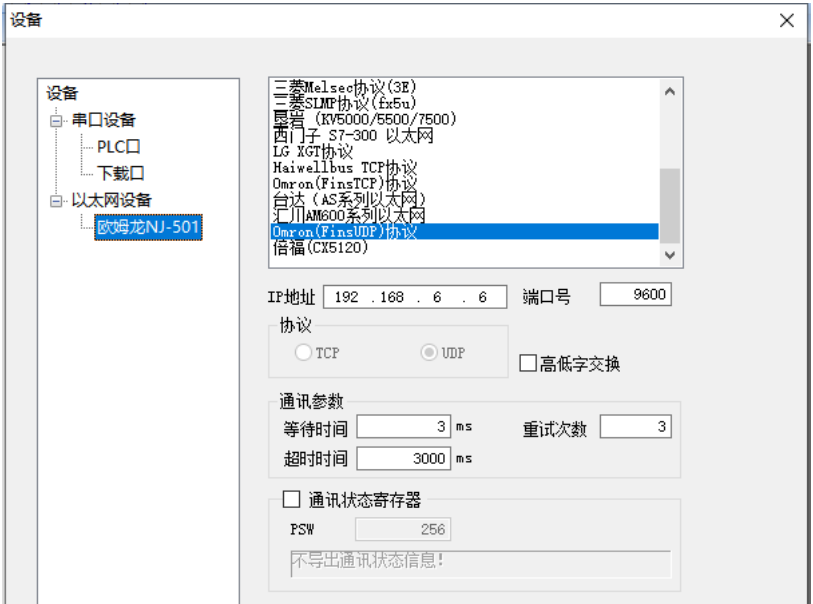 设备
设备
串口设备
PLC口
下载口
以太网设备
欧姆龙NJ-501
三菱Melsec协议(3E)
三菱SLMP协议(fx5u)
西门子 S7-300 以太网
LG XGT协议
Haiwellbus TCP协议
Omron(FinsTCP)协议
台达(AS系列以太网)
汇川AM600系列以太网
Omron(FinsUDP)协议
倍福(CX5120)
IP地址 192 .168 . 6 . 6 端口号 9600
协议
TCP UDP
高低字交换
通讯参数
等待时间 3 ms 重试次数 3
超时时间 3000 ms
通讯状态寄存器
PSW 256
不导出通讯状态信息!